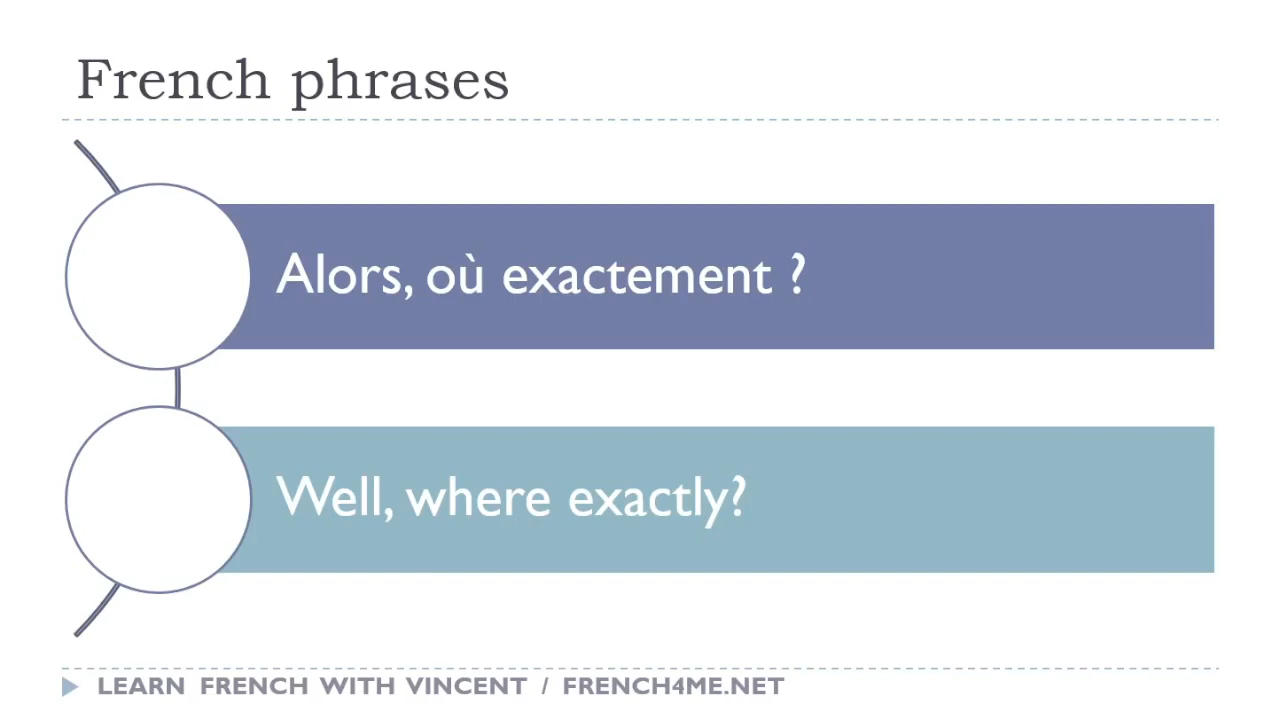 French phrases
Alors, où exactement ?
Well, where exactly?
LEARN FRENCH WITH VINCENT / FRENCH4ME.NET